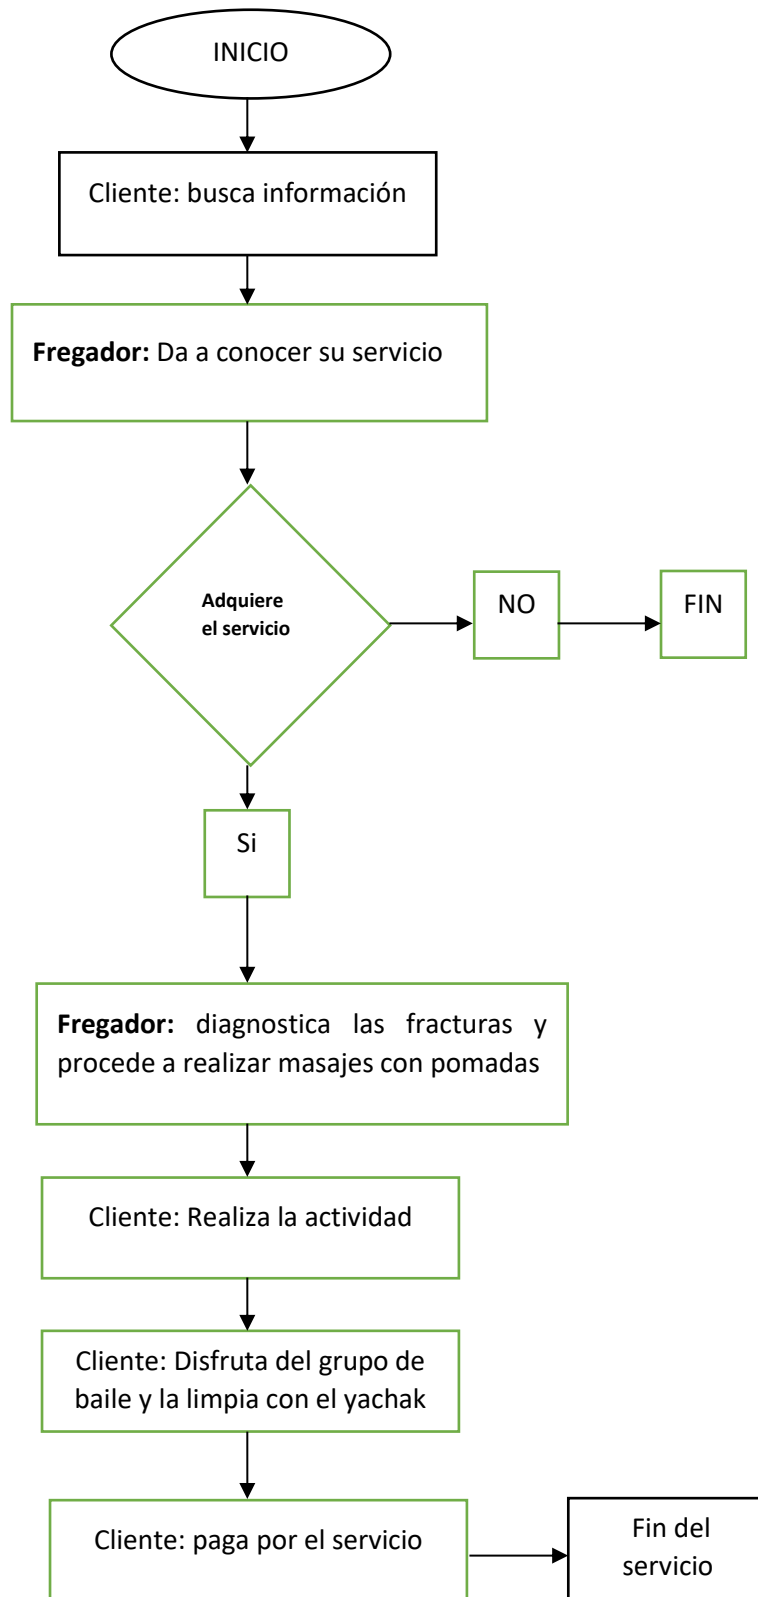 INICIO
Cliente: busca información
Fregador: Da a conocer su servicio
Adquiere
el servicio
NO
FIN
Si
Fregador: diagnostica las fracturas y
procede a realizar masajes con pomadas
Cliente: Realiza la actividad
Cliente: Disfruta del grupo de
baile y la limpia con el yachak
Cliente: paga por el servicio
Fin del
servicio